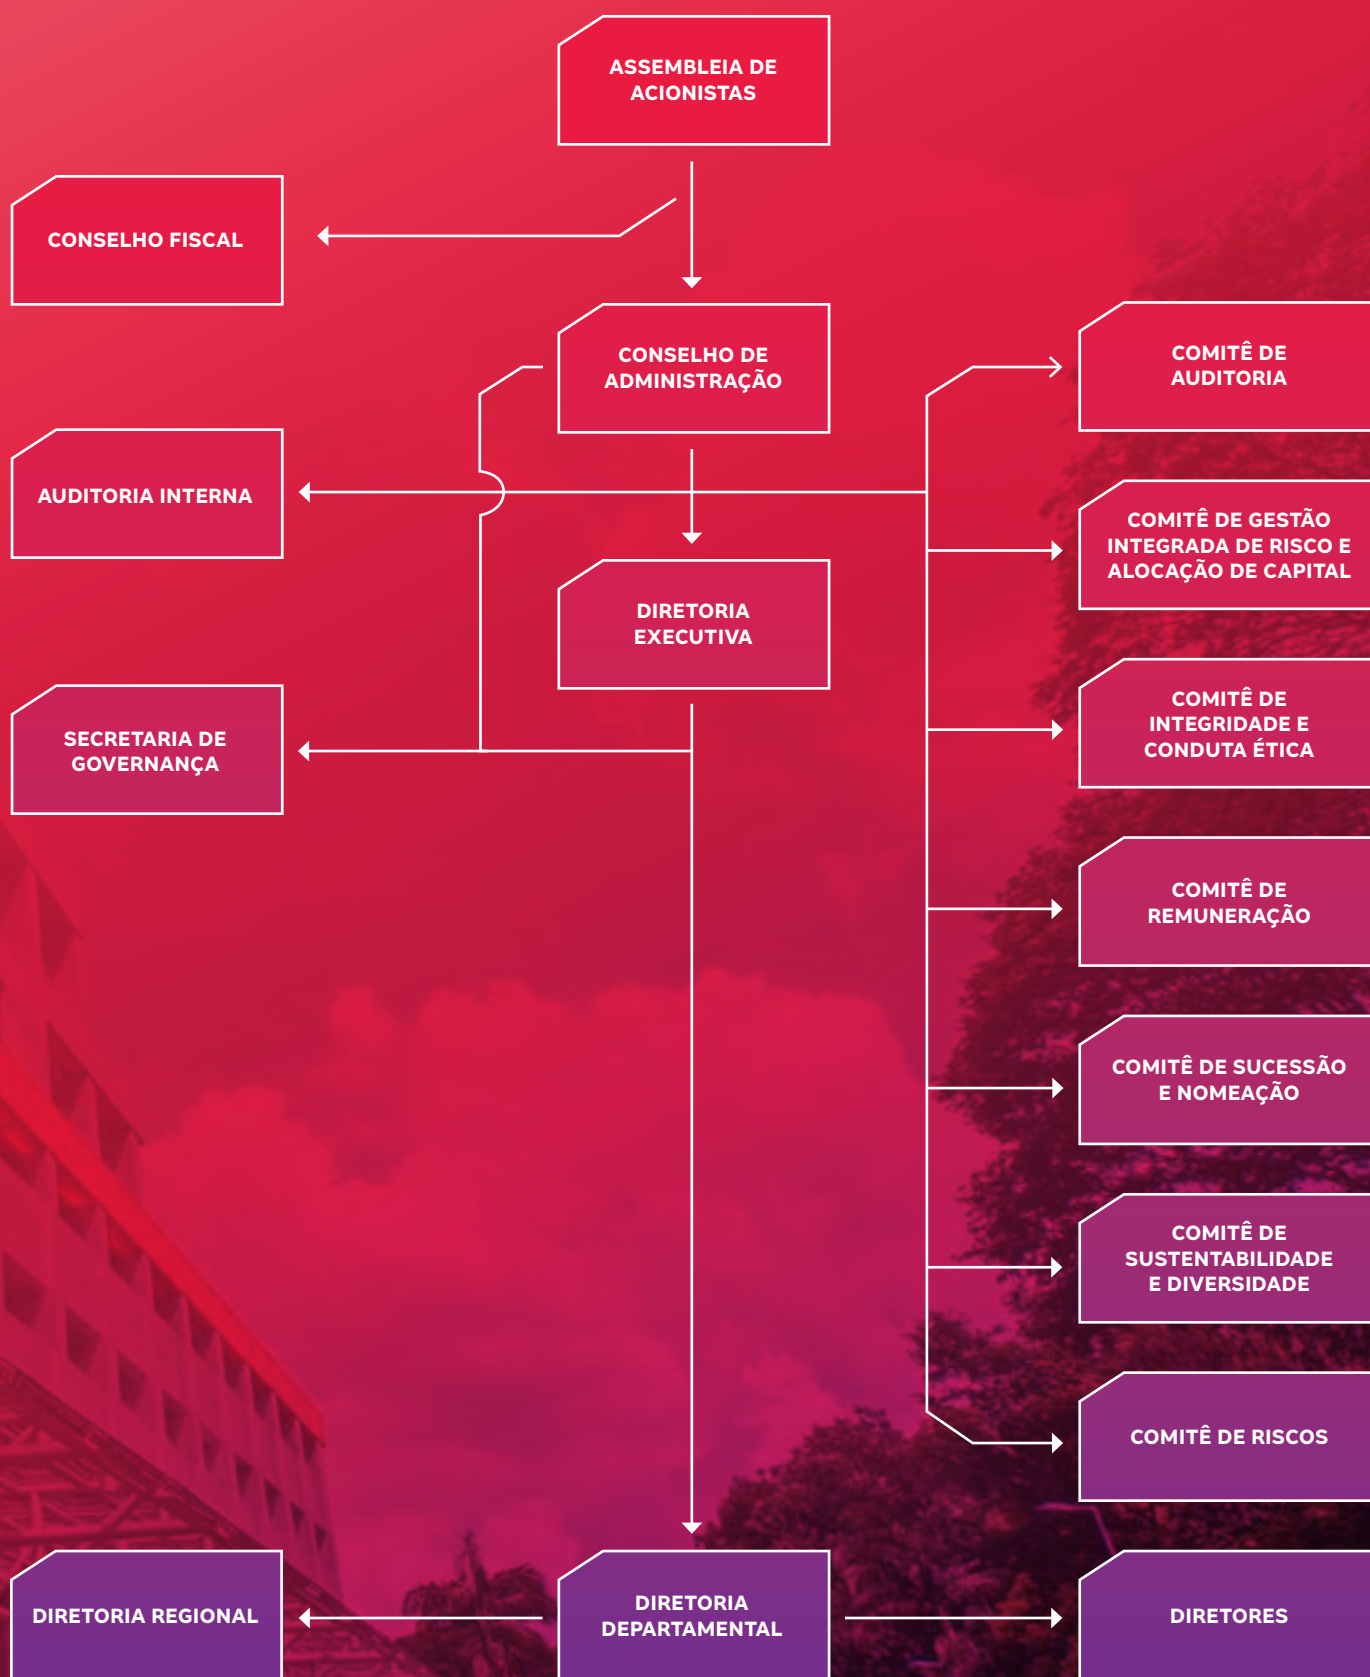 ASSEMBLEIA DE
ACIONISTAS
CONSELHO FISCAL
CONSELHO DE
ADMINISTRAÇÃO
COMITÊ DE
AUDITORIA
AUDITORIA INTERNA
COMITÊ DE GESTÃO
INTEGRADA DE RISCO E
ALOCAÇÃO DE CAPITAL
DIRETORIA
EXECUTIVA
SECRETARIA DE
GOVERNANÇA
COMITÊ DE
INTEGRIDADE E
CONDUTA ÉTICA
COMITÊ DE
REMUNERAÇÃO
COMITÊ DE SUCESSÃO
E NOMEAÇÃO
COMITÊ DE
SUSTENTABILIDADE
E DIVERSIDADE
COMITÊ DE RISCOS
DIRETORIA REGIONAL
DIRETORIA
DEPARTAMENTAL
DIRETORES